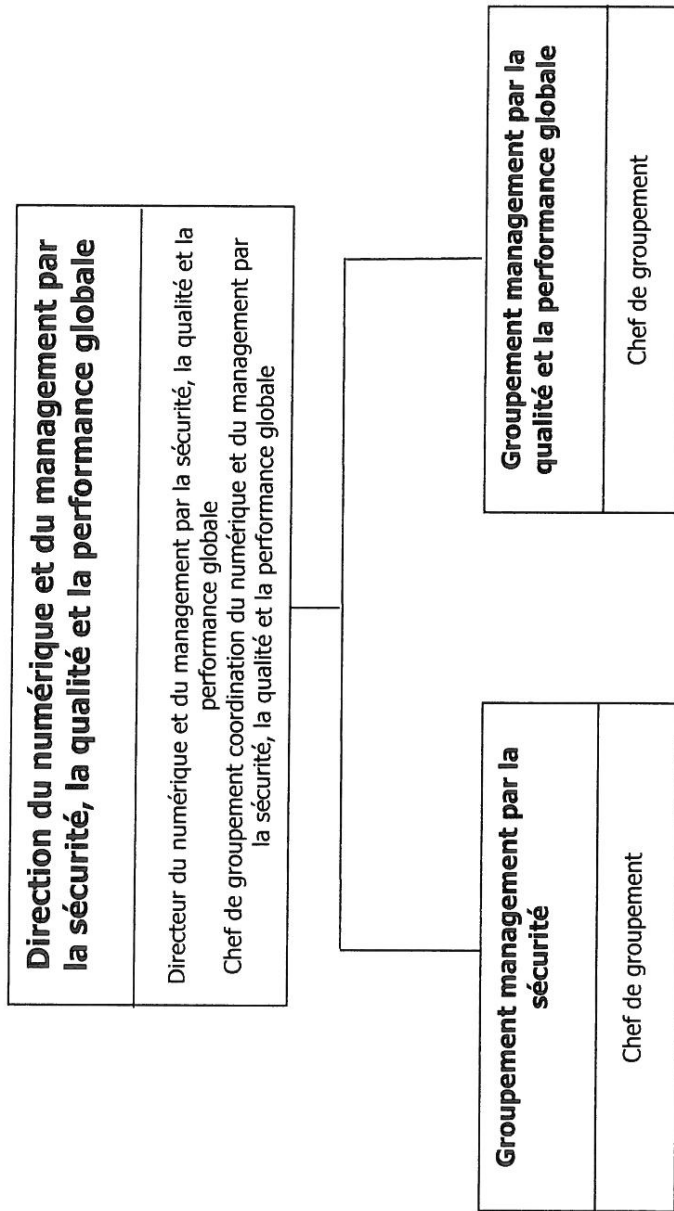 Direction du numérique et du management par
la sécurité, la qualité et la performance globale
Directeur du numérique et du management par la sécurité, la qualité et la
performance globale
Chef de groupement coordination du numérique et du management par
la sécurité, la qualité et la performance globale
Groupement management par la
sécurité
Chef de groupement
Groupement management par la
qualité et la performance globale
Chef de groupement